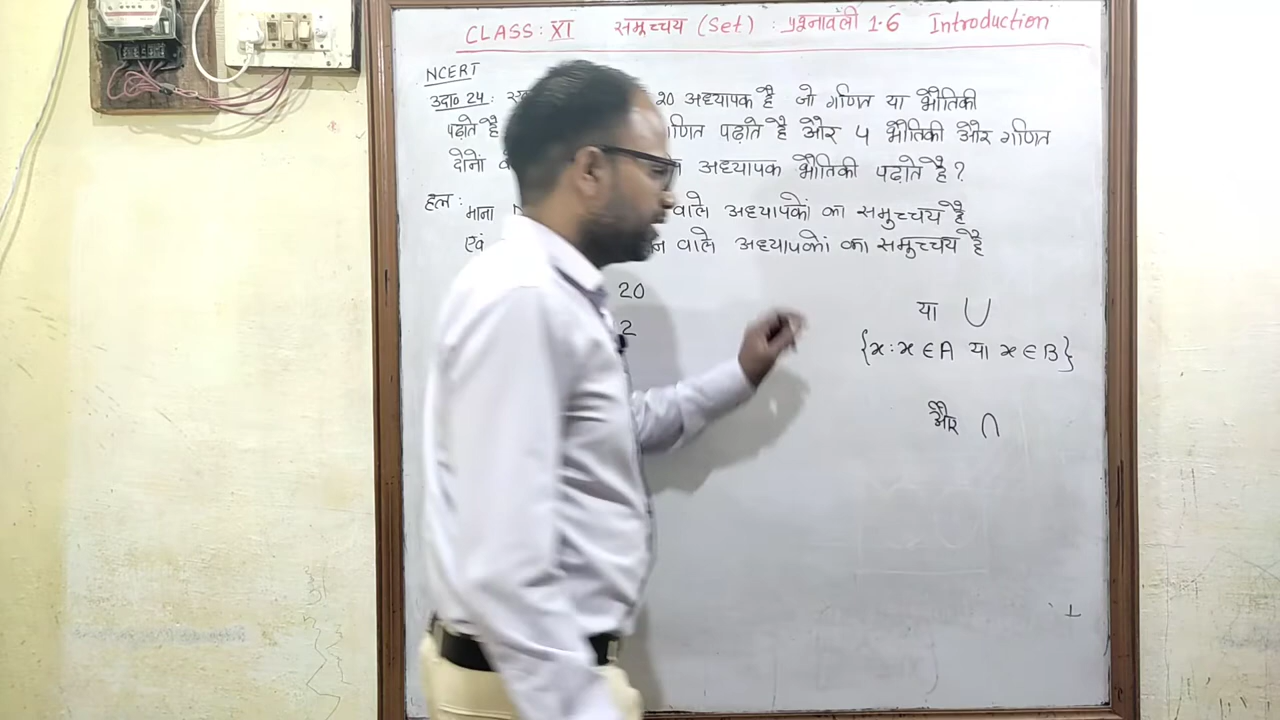 CLASS: XI समुच्चय (Set) : प्रश्नावली 1.6 Introduction
NCERT
उदा० 24: 20 अध्यापक है जो गणित या भौतिकी
पढ़ाते है पढ़ाते है और 4 भौतिकी और गणित
दोनों अध्यापक भौतिकी पढ़ाते है?
हल:
माना वाले अध्यापकों का समुच्चय है
एवं वाले अध्यापकों का समुच्चय है
20
2
या ∪
{x : x ∈ A या x ∈ B}
और ∩